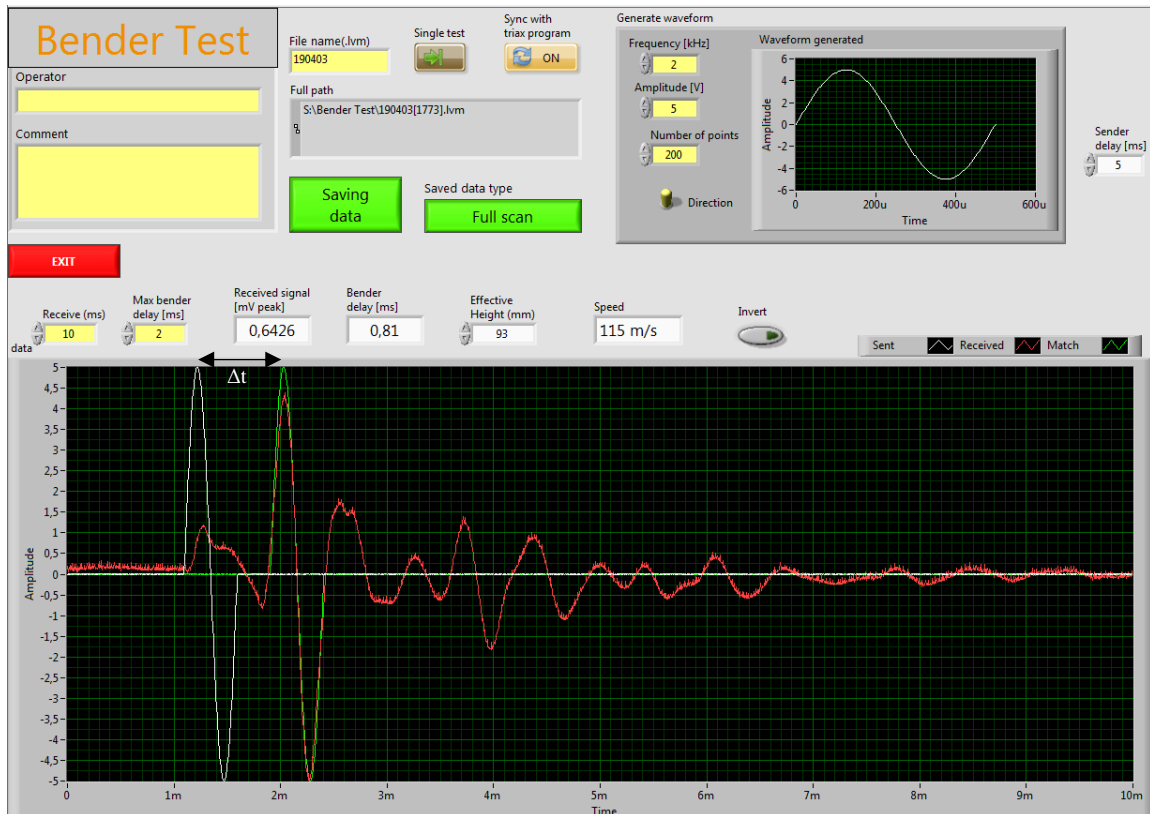 Bender Test
Operator
Comment
EXIT
File name(.lvm)
190403
Single test
Sync with
triax program
ON
Full path
S:\Bender Test\190403[1773].lvm
Saving
data
Saved data type
Full scan
Generate waveform
Frequency [kHz]
2
Amplitude [V]
5
Number of points
200
Direction
Waveform generated
Amplitude
6
4
2
0
-2
-4
-6
0
200u
400u
600u
Time
Sender
delay [ms]
5
Receive (ms)
10
Max bender
delay [ms]
2
Received signal
[mV peak]
0,6426
Bender
delay [ms]
0,81
Effective
Height (mm)
93
Speed
115 m/s
Invert
data
Sent
Received
Match
Δt
Amplitude
5
4,5
4
3,5
3
2,5
2
1,5
1
0,5
0
-0,5
-1
-1,5
-2
-2,5
-3
-3,5
-4
-4,5
-5
0
1m
2m
3m
4m
5m
6m
7m
8m
9m
10m
Time